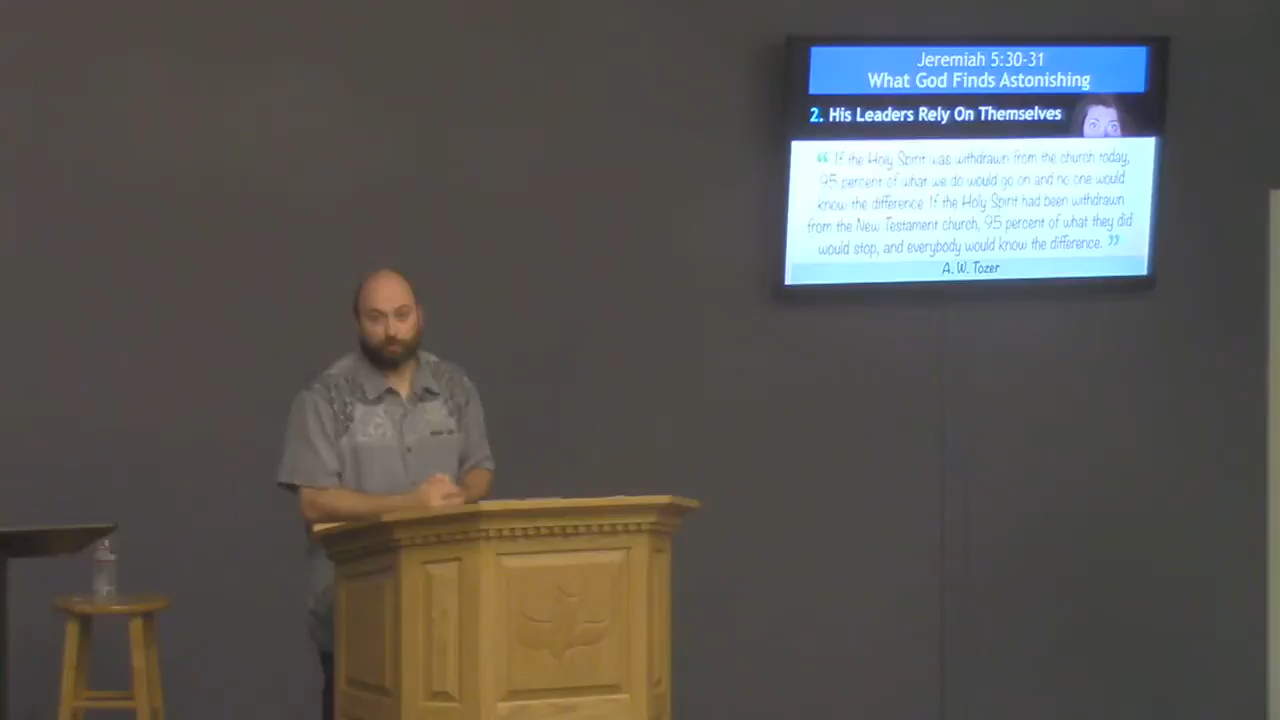 Jeremiah 5:30-31
What God Finds Astonishing
2. His Leaders Rely On Themselves
“ If the Holy Spirit was withdrawn from the church today,
95 percent of what we do would go on and no one would
know the difference. If the Holy Spirit had been withdrawn
from the New Testament church, 95 percent of what they did
would stop, and everybody would know the difference. ”
A. W. Tozer